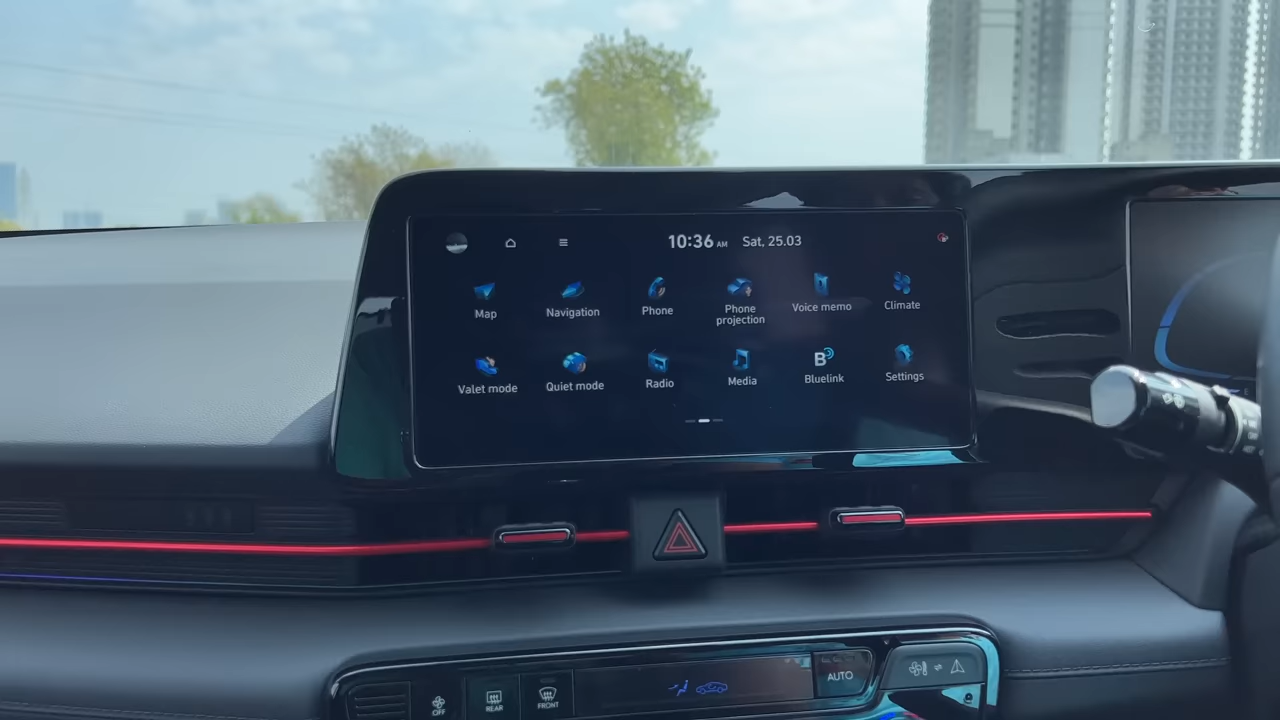 10:36 AM Sat, 25.03
Map Navigation Phone Phone projection Voice memo Climate
Valet mode Quiet mode Radio Media Bluelink Settings
OFF REAR FRONT AUTO